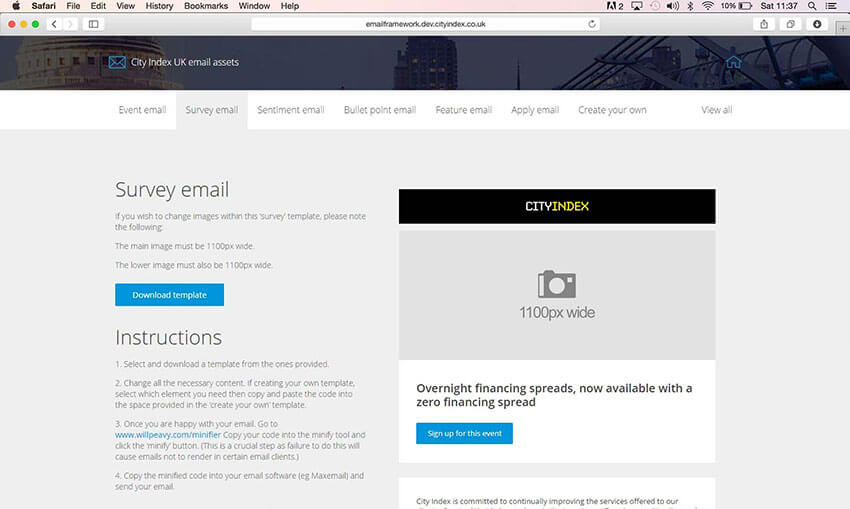 Safari File Edit View History Bookmarks Window Help 2 10% Sat 11:37
emailframework.dev.cityindex.co.uk
City Index UK email assets
Event email Survey email Sentiment email Bullet point email Feature email Apply email Create your own View all
Survey email
If you wish to change images within this 'survey' template, please note
the following:
The main image must be 1100px wide.
The lower image must also be 1100px wide.
Download template
Instructions
1. Select and download a template from the ones provided.
2. Change all the necessary content. If creating your own template,
select which element you need then copy and paste the code into
the space provided in the 'create your own' template.
3. Once you are happy with your email. Go to
www.willpeavy.com/minifier Copy your code into the minify tool and
click the 'minify' button. (This is a crucial step as failure to do this will
cause emails not to render in certain email clients.)
4. Copy the minified code into your email software (eg Maxemail) and
send your email.
CITYINDEX
1100px wide
Overnight financing spreads, now available with a
zero financing spread
Sign up for this event
City Index is committed to continually improving the services offered to our